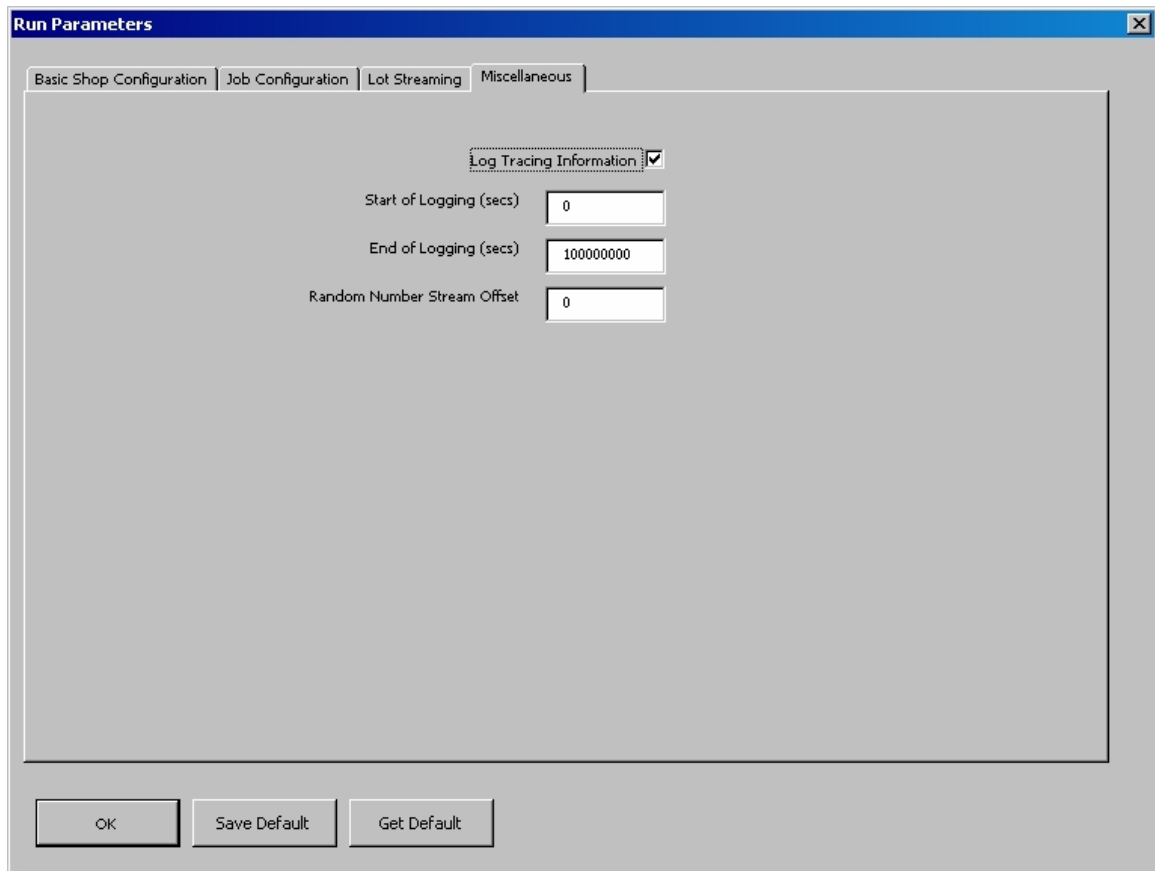 Run Parameters
Basic Shop Configuration Job Configuration Lot Streaming Miscellaneous
Log Tracing Information
Start of Logging (secs) 0
End of Logging (secs) 100000000
Random Number Stream Offset 0
OK Save Default Get Default